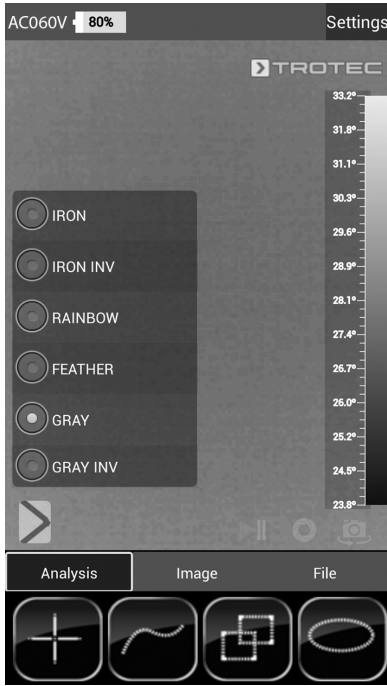 AC060V 80% Settings
TROTEC
33.2°
31.8°
31.1°
30.3°
29.6°
28.9°
28.1°
27.4°
26.7°
26.0°
25.2°
24.5°
23.8°
IRON
IRON INV
RAINBOW
FEATHER
GRAY
GRAY INV
Analysis Image File